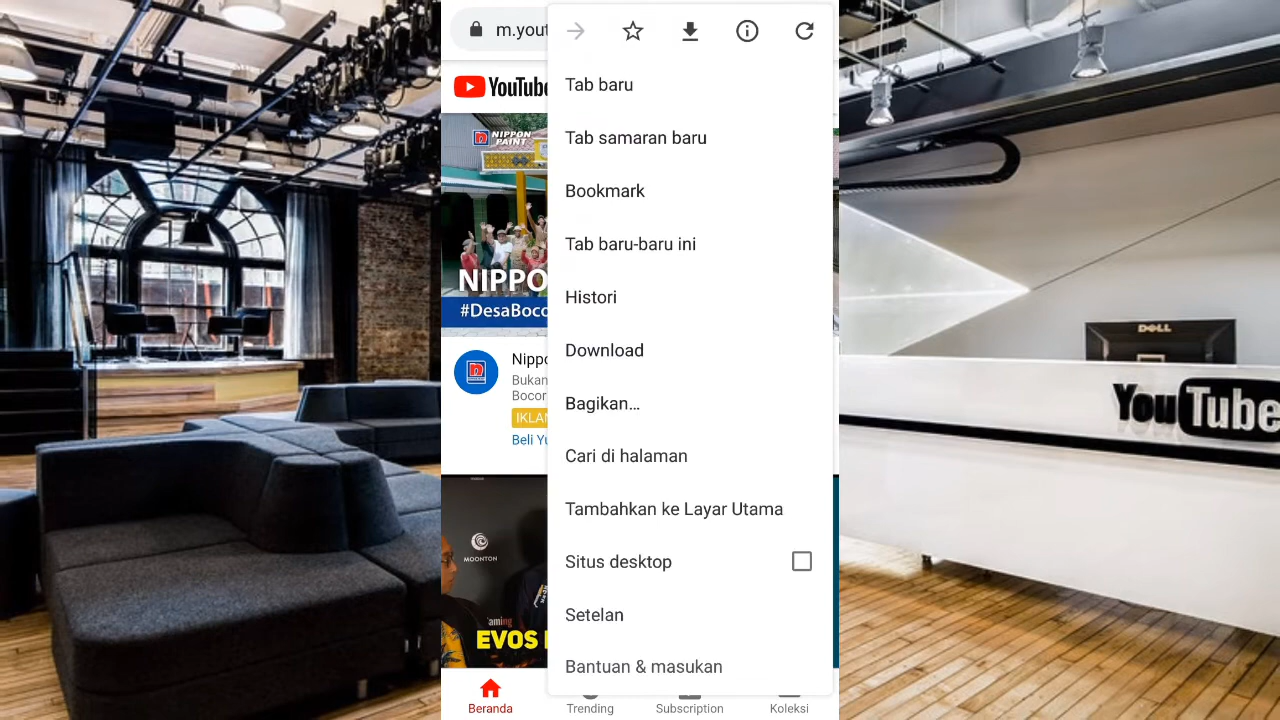 m.yout
YouTube
NIPPON
PAINT
NIPPO
#DesaBoco
Nippo
Bukan
Bocor
IKLAN
Beli Yu
MOONTON
aming
EVOS
Tab baru
Tab samaran baru
Bookmark
Tab baru-baru ini
Histori
Download
Bagikan…
Cari di halaman
Tambahkan ke Layar Utama
Situs desktop
Setelan
Bantuan & masukan
Beranda
Trending
Subscription
Koleksi
DELL
YouTube